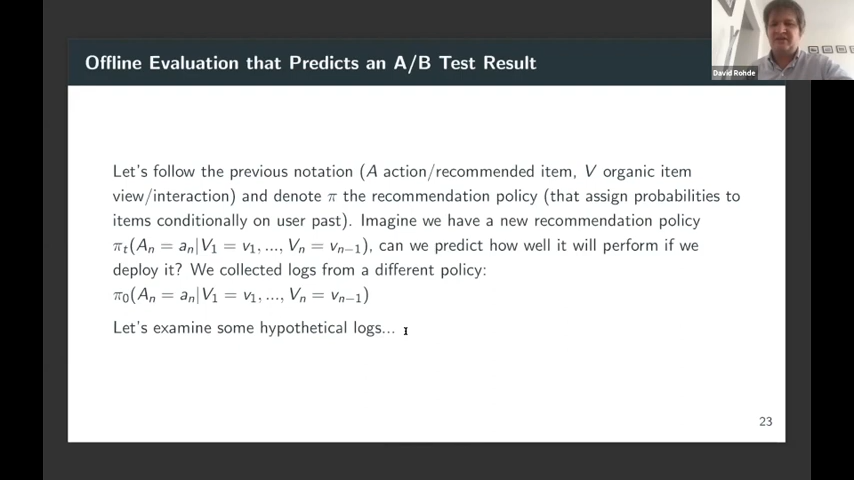 Offline Evaluation that Predicts an A/B Test Result
David Rohde
Let's follow the previous notation (A action/recommended item, V organic item
view/interaction) and denote π the recommendation policy (that assign probabilities to
items conditionally on user past). Imagine we have a new recommendation policy
πₜ(Aₙ = aₙ|V₁ = v₁, ..., Vₙ = vₙ₋₁), can we predict how well it will perform if we
deploy it? We collected logs from a different policy:
π₀(Aₙ = aₙ|V₁ = v₁, ..., Vₙ = vₙ₋₁)
Let's examine some hypothetical logs...
23